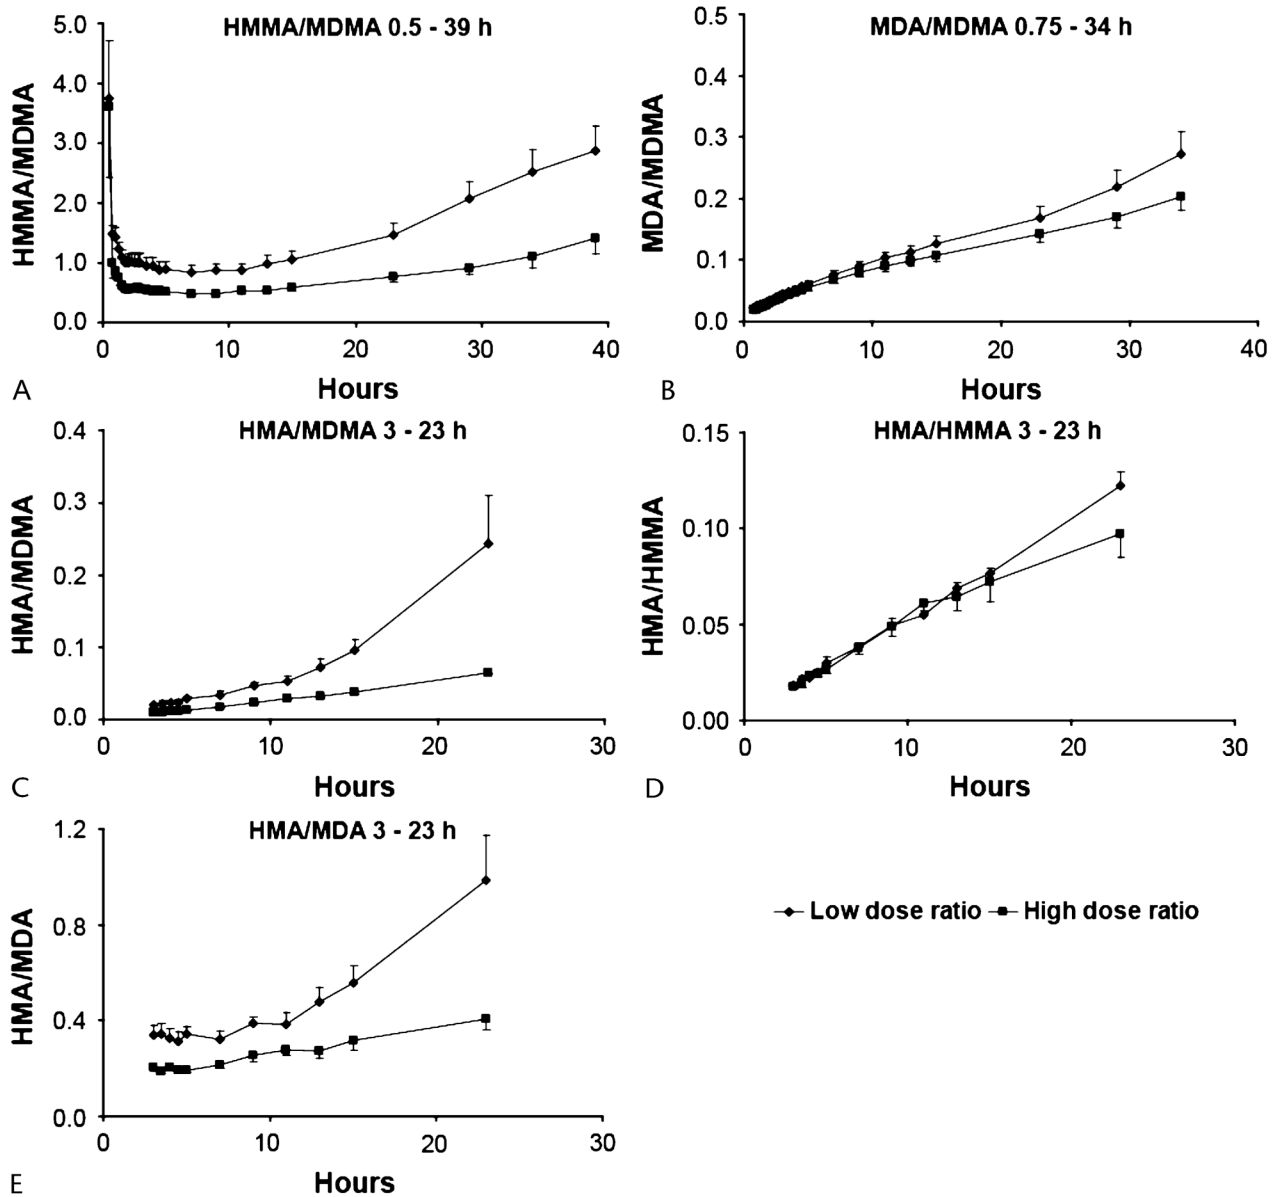 HMMA/MDMA 0.5 - 39 h
HMMA/MDMA
5.0
4.0
3.0
2.0
1.0
0.0
0 10 20 30 40
Hours
A
MDA/MDMA 0.75 - 34 h
MDA/MDMA
0.5
0.4
0.3
0.2
0.1
0.0
0 10 20 30 40
Hours
B
HMA/MDMA 3 - 23 h
HMA/MDMA
0.4
0.3
0.2
0.1
0.0
0 10 20 30
Hours
C
HMA/HMMA 3 - 23 h
HMA/HMMA
0.15
0.10
0.05
0.00
0 10 20 30
Hours
D
HMA/MDA 3 - 23 h
HMA/MDA
1.2
0.8
0.4
0.0
0 10 20 30
Hours
E
Low dose ratio High dose ratio